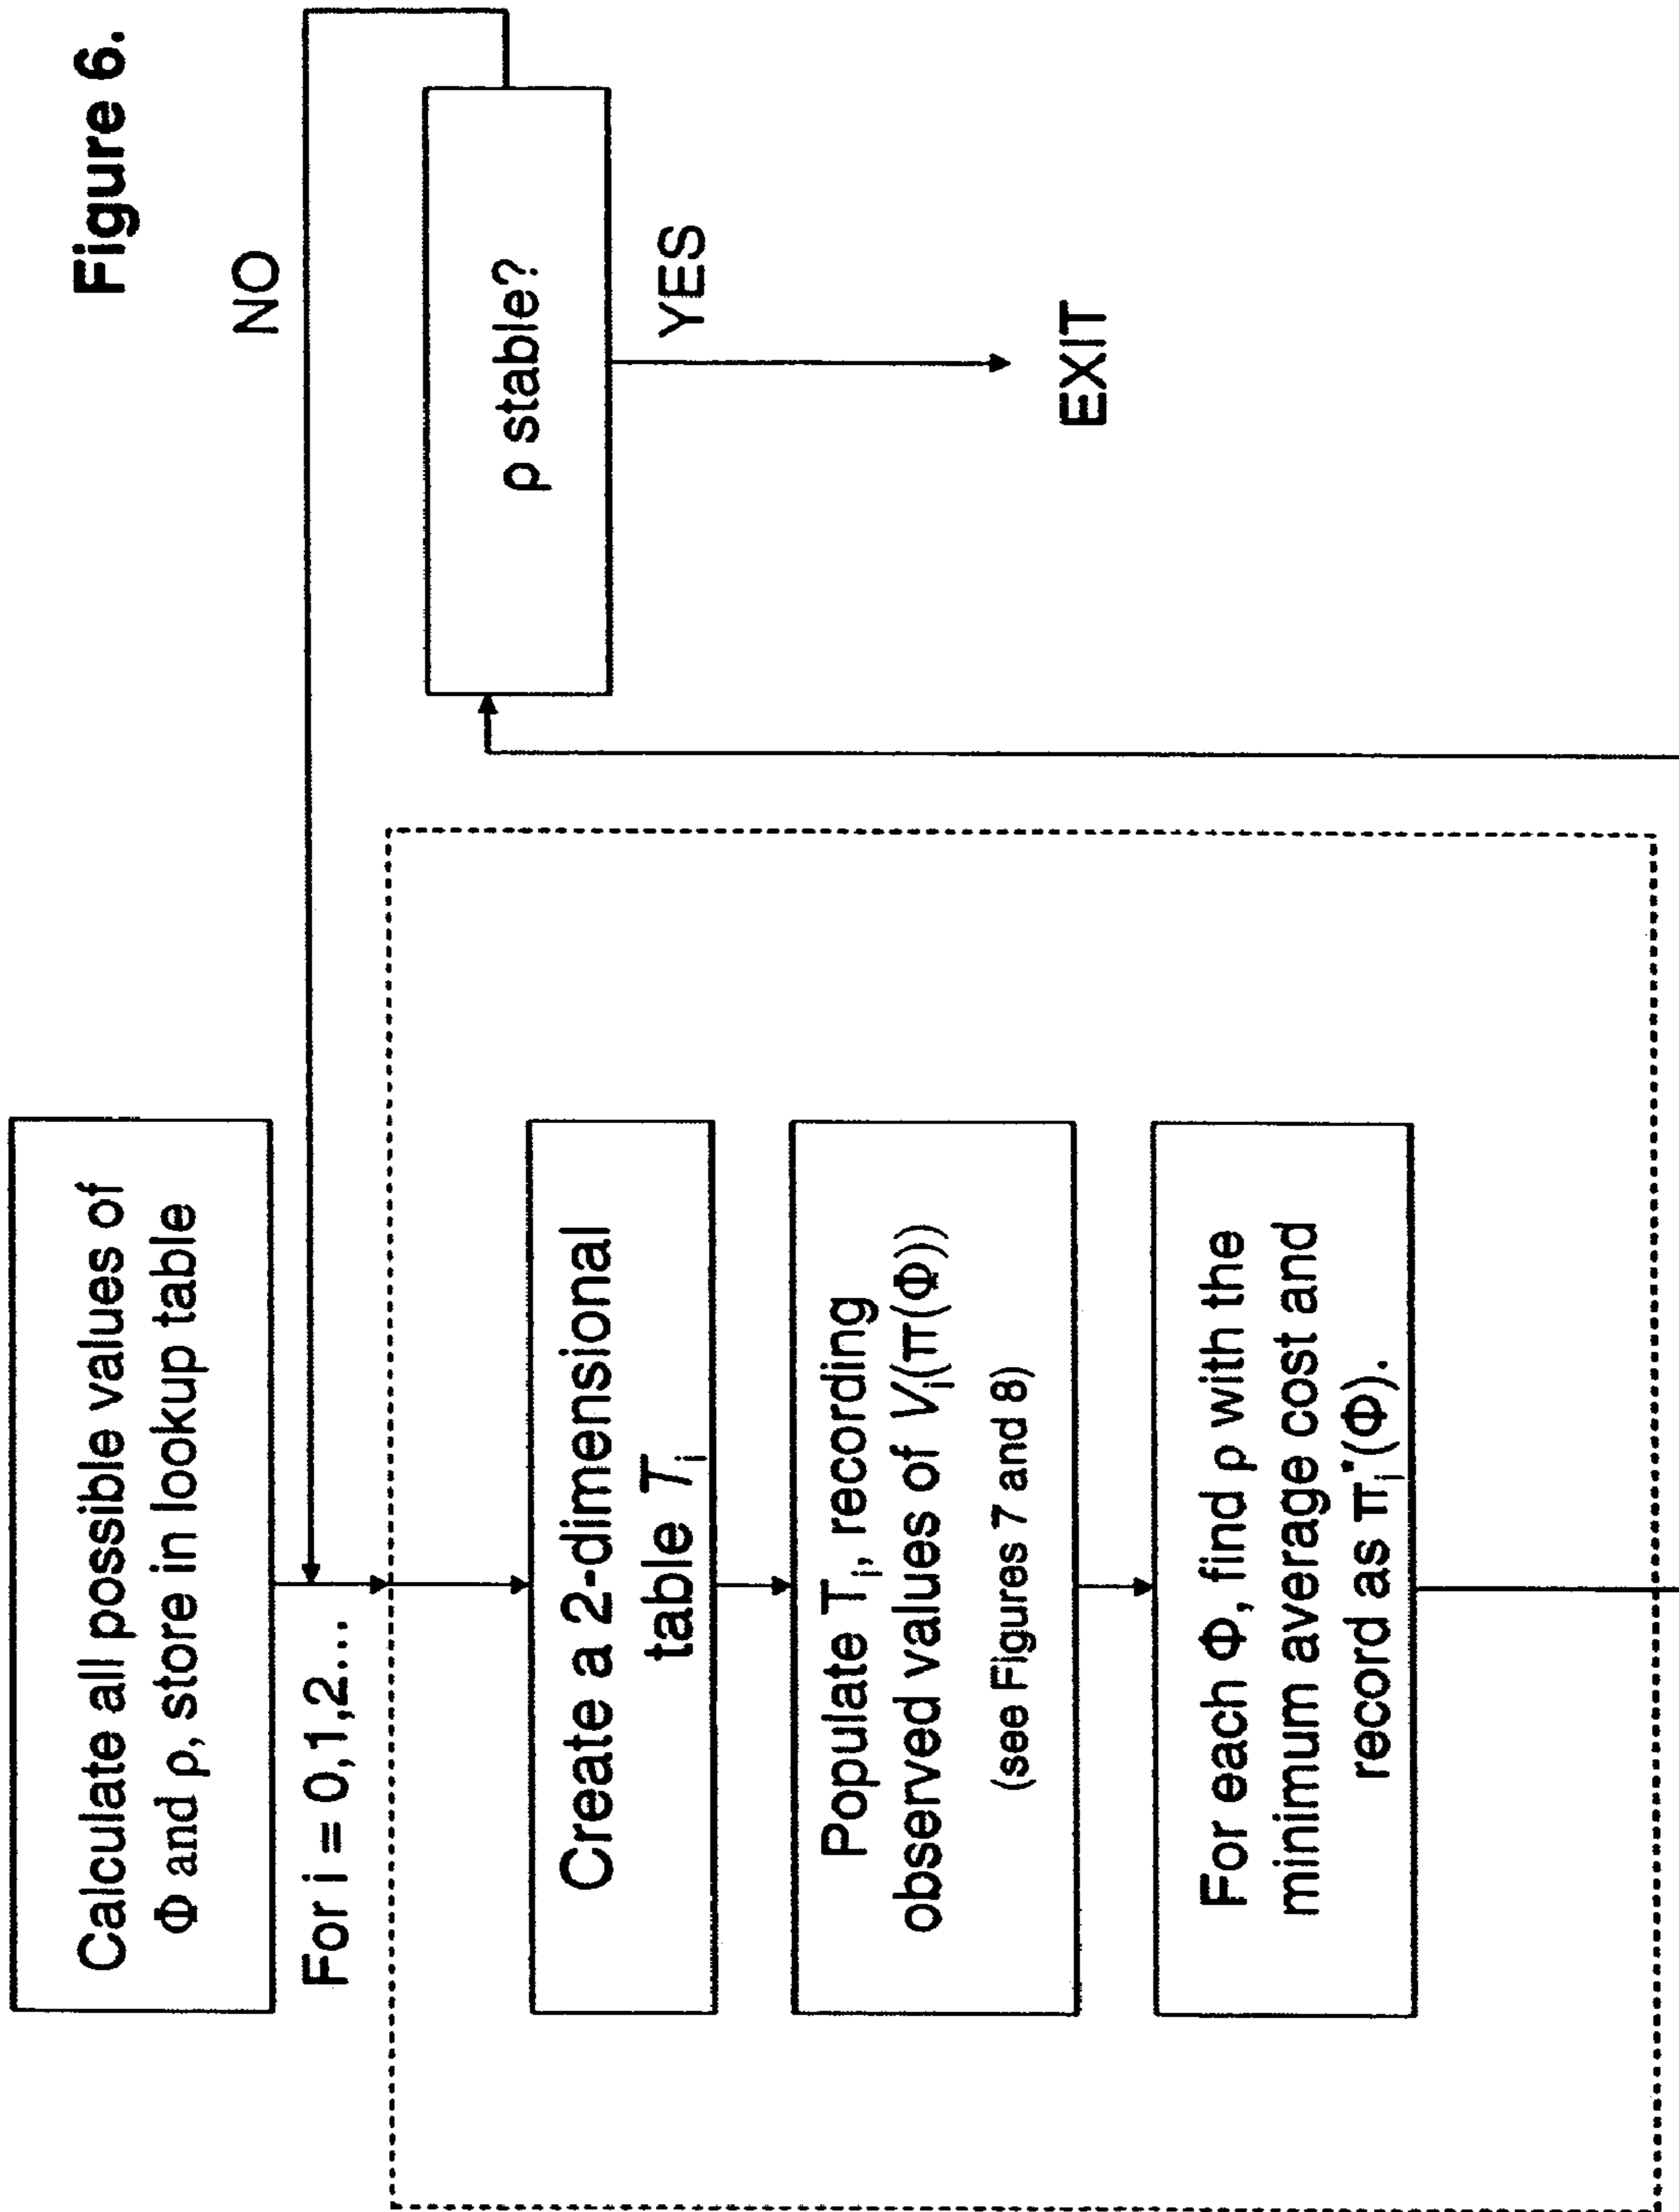 Figure 6.
Calculate all possible values of
Φ and ρ, store in lookup table
For i = 0,1,2...
NO
Create a 2-dimensional
table Tᵢ
Populate Tᵢ, recording
observed values of Vᵢ(π(Φ))
(see Figures 7 and 8)
For each Φ, find ρ with the
minimum average cost and
record as πᵢ*(Φ).
ρ stable?
YES
EXIT